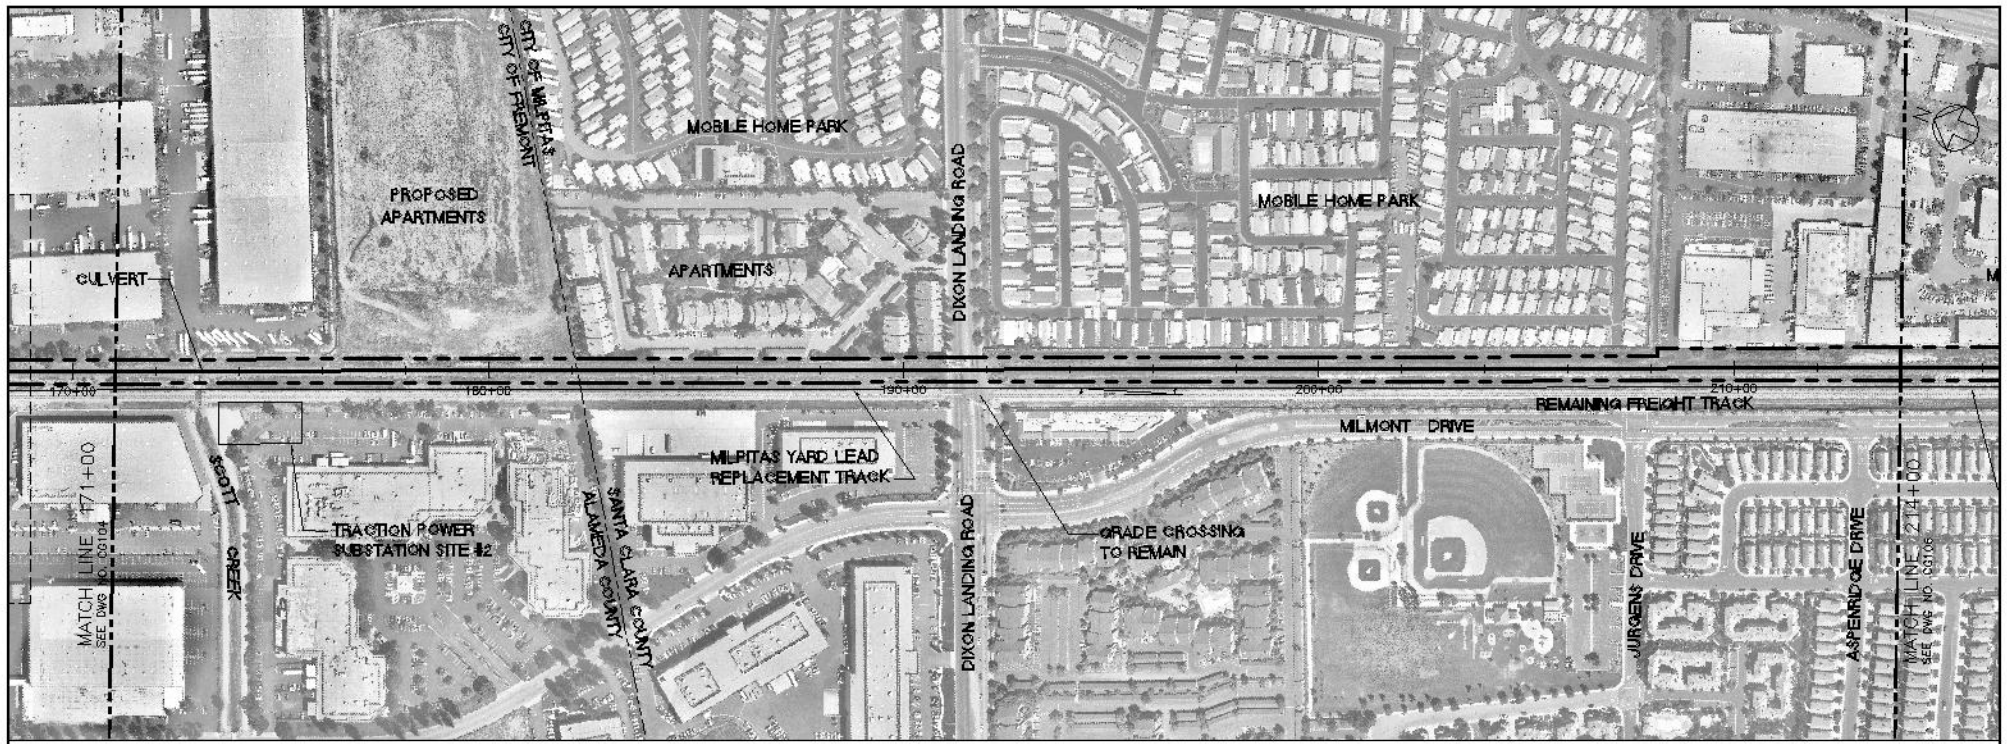 CITY OF MILPITAS
CITY OF FREMONT
MOBILE HOME PARK
PROPOSED
APARTMENTS
DIXON LANDING ROAD
MOBILE HOME PARK
N
CULVERT
APARTMENTS
M
170+00
180+00
190+00
200+00
210+00
REMAINING FREIGHT TRACK
MILMONT DRIVE
MATCH LINE 171+00
SEE DWG NO. CG104
SCOTT
CREEK
TRACTION POWER
SUBSTATION SITE #2
SANTA CLARA COUNTY
ALAMEDA COUNTY
MILPITAS YARD LEAD
REPLACEMENT TRACK
DIXON LANDING ROAD
GRADE CROSSING
TO REMAIN
JURGENS DRIVE
ASPENRIDGE DRIVE
MATCH LINE 214+00
SEE DWG NO. CG106